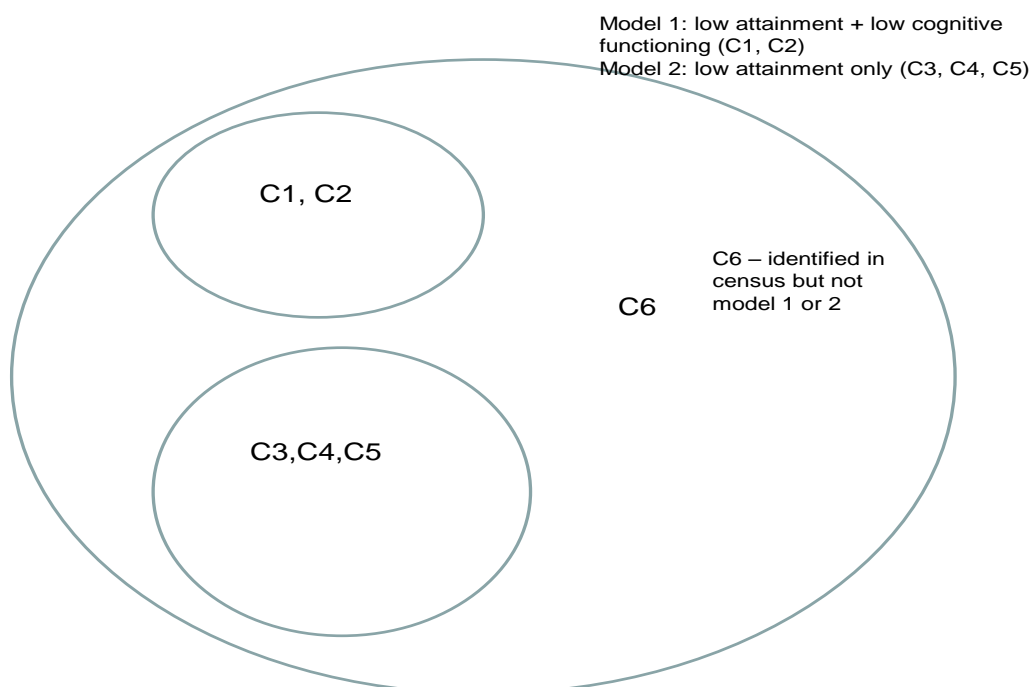 Model 1: low attainment + low cognitive
functioning (C1, C2)
Model 2: low attainment only (C3, C4, C5)
C1, C2
C6 – identified in
census but not
model 1 or 2
C6
C3,C4,C5